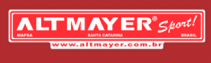 ALTMAYER® Sport!
MAFRA SANTA CATARINA BRASIL
www.altmayer.com.br